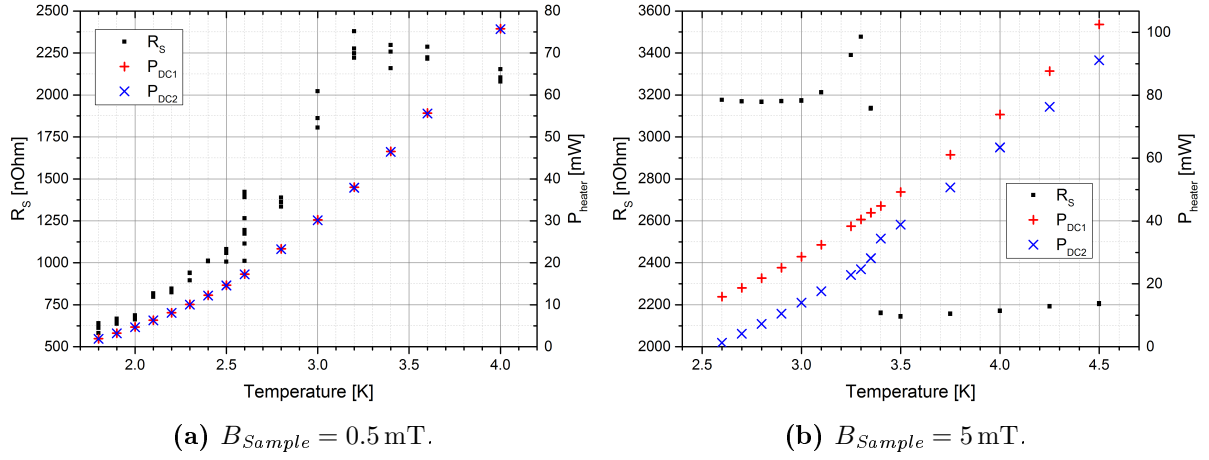 2500
2250
2000
1750
1500
1250
1000
750
500
R_S [nOhm]
R_S
P_DC1
P_DC2
80
70
60
50
40
30
20
10
0
P_heater [mW]
2.0 2.5 3.0 3.5 4.0
Temperature [K]
(a) B_Sample = 0.5 mT.
3600
3400
3200
3000
2800
2600
2400
2200
2000
R_S [nOhm]
R_S
P_DC1
P_DC2
100
80
60
40
20
0
P_heater [mW]
2.5 3.0 3.5 4.0 4.5
Temperature [K]
(b) B_Sample = 5 mT.